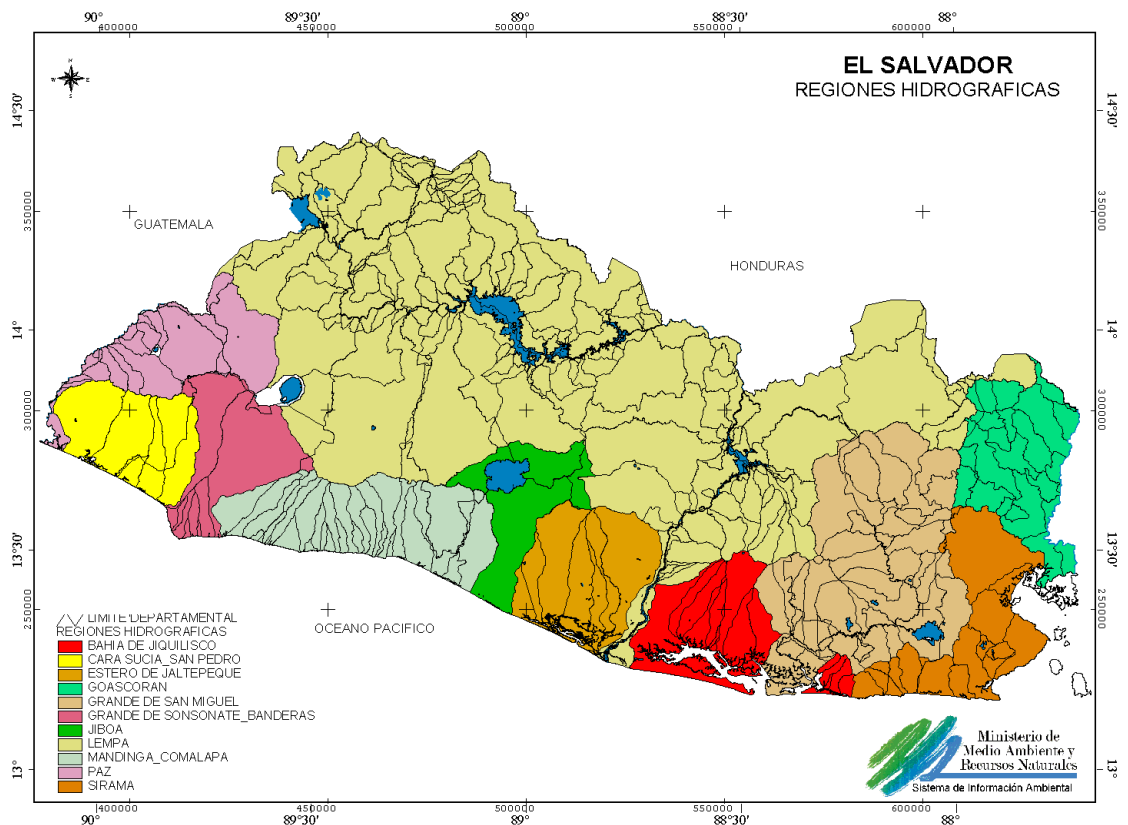 90° 89°30' 89° 88°30' 88°
400000 450000 500000 550000 600000
EL SALVADOR
REGIONES HIDROGRAFICAS
N
W E
S
14°30' 14°30'
350000 350000
GUATEMALA
HONDURAS
14° 14°
300000 300000
13°30' 13°30'
250000 250000
OCEANO PACIFICO
LIMITE DEPARTAMENTAL
REGIONES HIDROGRAFICAS
BAHIA DE JIQUILISCO
CARA SUCIA_SAN PEDRO
ESTERO DE JALTEPEQUE
GOASCORAN
GRANDE DE SAN MIGUEL
GRANDE DE SONSONATE_BANDERAS
JIBOA
LEMPA
MANDINGA_COMALAPA
PAZ
SIRAMA
Ministerio de
Medio Ambiente y
Recursos Naturales
Sistema de Información Ambiental
13° 13°
400000 450000 500000 550000 600000
90° 89°30' 89° 88°30' 88°